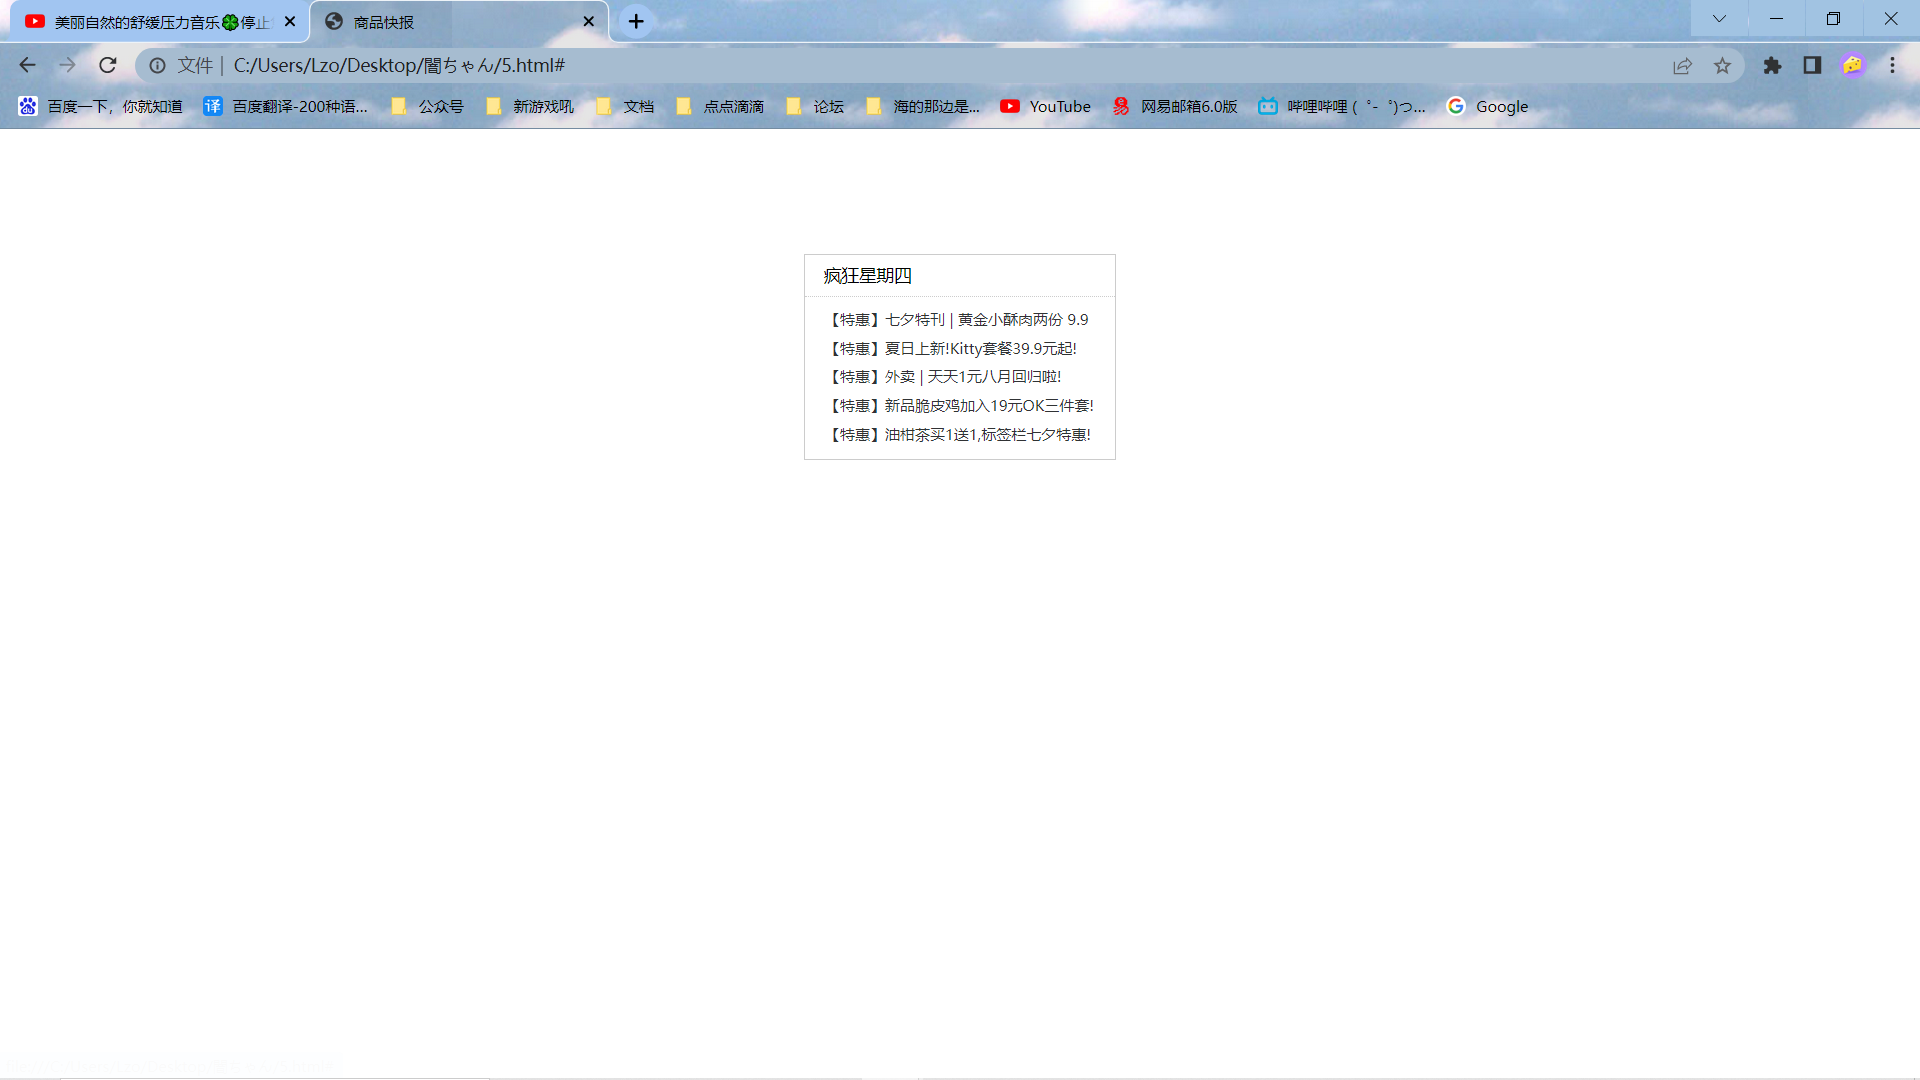 美丽自然的舒缓压力音乐🍀停止
商品快报
文件 | C:/Users/Lzo/Desktop/闇ちゃん/5.html#
百度一下，你就知道
百度翻译-200种语...
公众号
新游戏吼
文档
点点滴滴
论坛
海的那边是...
YouTube
网易邮箱6.0版
哔哩哔哩 (゜-゜)つ...
Google
疯狂星期四
【特惠】七夕特刊 | 黄金小酥肉两份 9.9
【特惠】夏日上新!Kitty套餐39.9元起!
【特惠】外卖 | 天天1元八月回归啦!
【特惠】新品脆皮鸡加入19元OK三件套!
【特惠】油柑茶买1送1,标签栏七夕特惠!